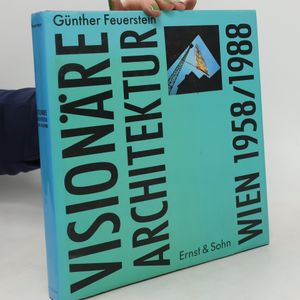 Günther Feuerstein
VISIONÄRE
ARCHITEKTUR
WIEN 1958/1988
Ernst & Sohn